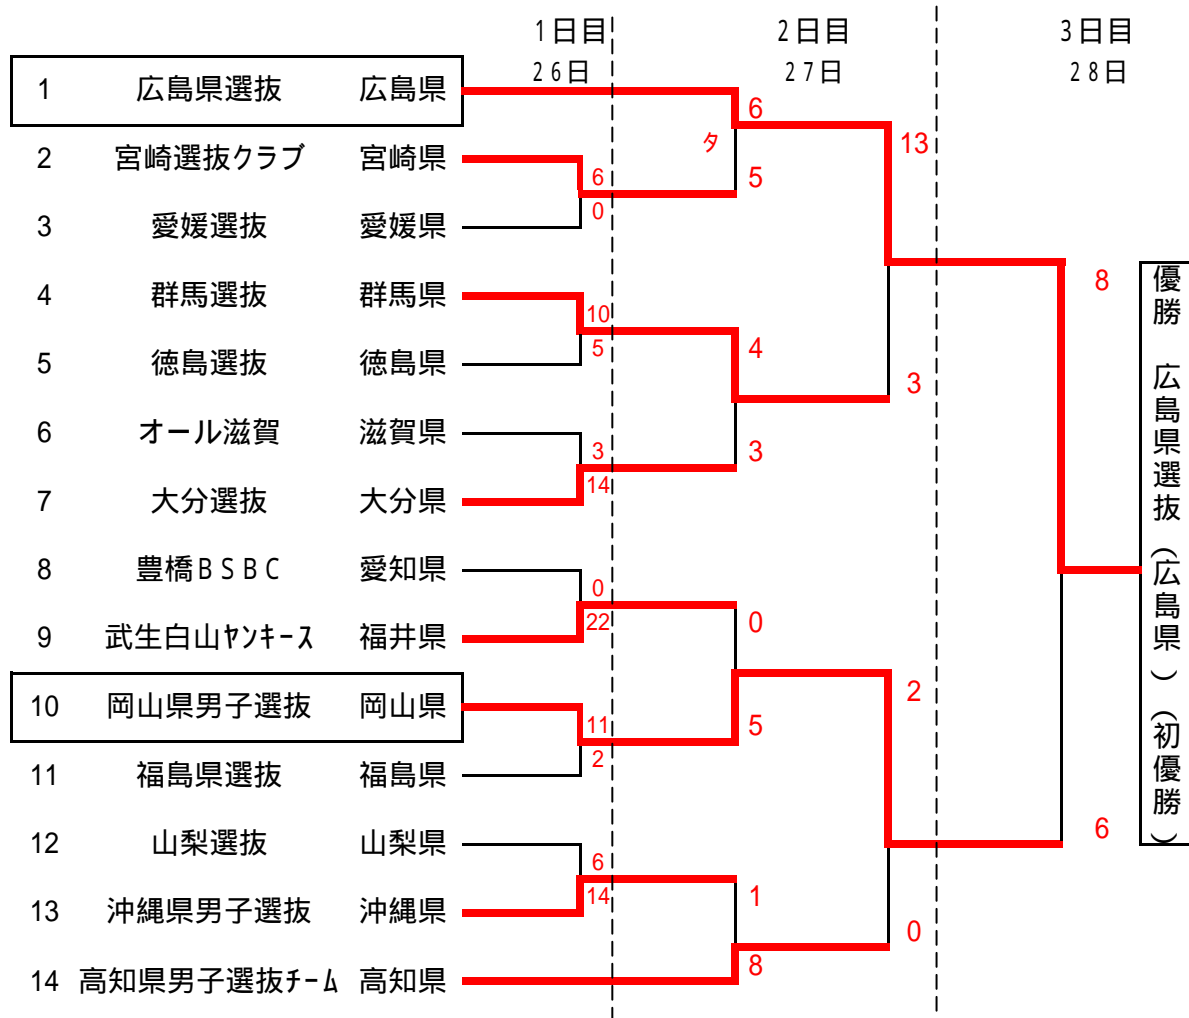 1日目 2日目 3日目
26日 27日 28日
1 広島県選抜 広島県
6
タ
13
2 宮崎選抜クラブ 宮崎県
6
5
0
3 愛媛選抜 愛媛県
8
4 群馬選抜 群馬県
10
5
4
5 徳島選抜 徳島県
3
6 オール滋賀 滋賀県
3
3
14
7 大分選抜 大分県
8 豊橋BSBC 愛知県
0
22
0
9 武生白山ヤンキース 福井県
2
10 岡山県男子選抜 岡山県
11
5
2
11 福島県選抜 福島県
6
12 山梨選抜 山梨県
6
14
1
13 沖縄県男子選抜 沖縄県
0
8
14 高知県男子選抜チーム 高知県
優勝 広島県選抜(広島県)(初優勝)